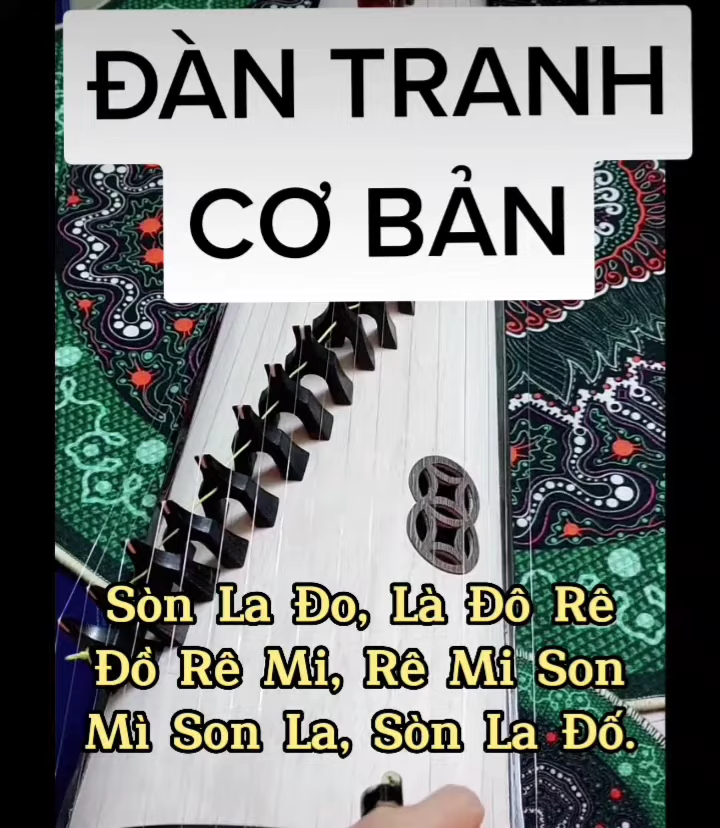 ĐÀN TRANH
CƠ BẢN
Sòn La Đo, Là Đô Rê
Đồ Rê Mi, Rê Mi Son
Mì Son La, Sòn La Đố.